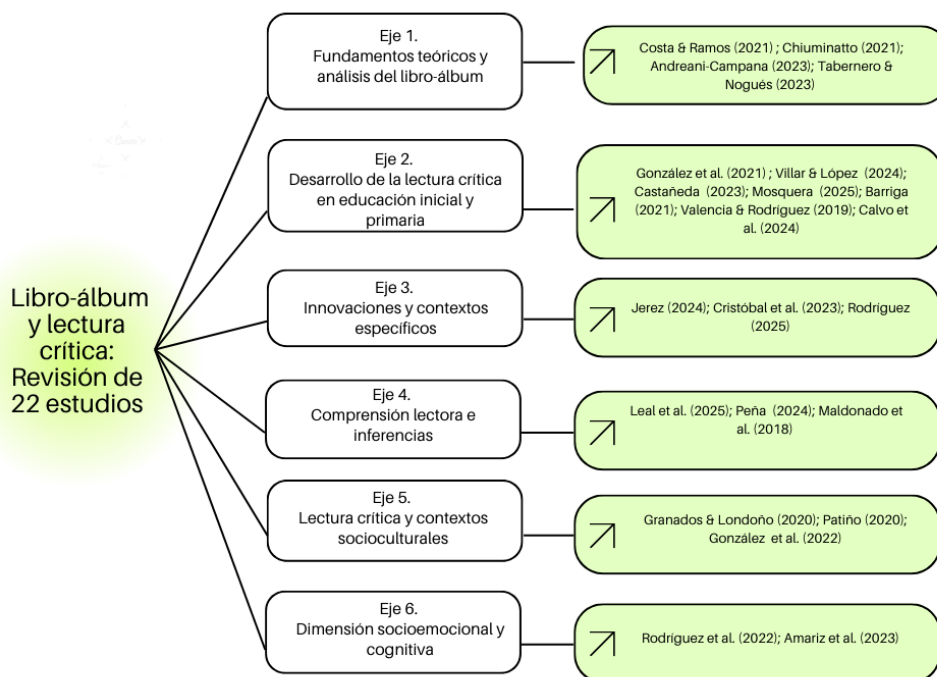 Libro-álbum
y lectura
crítica:
Revisión de
22 estudios
Eje 1.
Fundamentos teóricos y
análisis del libro-álbum
Costa & Ramos (2021) ; Chiuminatto (2021);
Andreani-Campana (2023); Tabernero &
Nogués (2023)
Eje 2.
Desarrollo de la lectura crítica
en educación inicial y
primaria
González et al. (2021) ; Villar & López (2024);
Castañeda (2023); Mosquera (2025); Barriga
(2021); Valencia & Rodríguez (2019); Calvo et
al. (2024)
Eje 3.
Innovaciones y contextos
específicos
Jerez (2024); Cristóbal et al. (2023); Rodríguez
(2025)
Eje 4.
Comprensión lectora e
inferencias
Leal et al. (2025); Peña (2024); Maldonado et
al. (2018)
Eje 5.
Lectura crítica y contextos
socioculturales
Granados & Londoño (2020); Patiño (2020);
González et al. (2022)
Eje 6.
Dimensión socioemocional y
cognitiva
Rodríguez et al. (2022); Amariz et al. (2023)